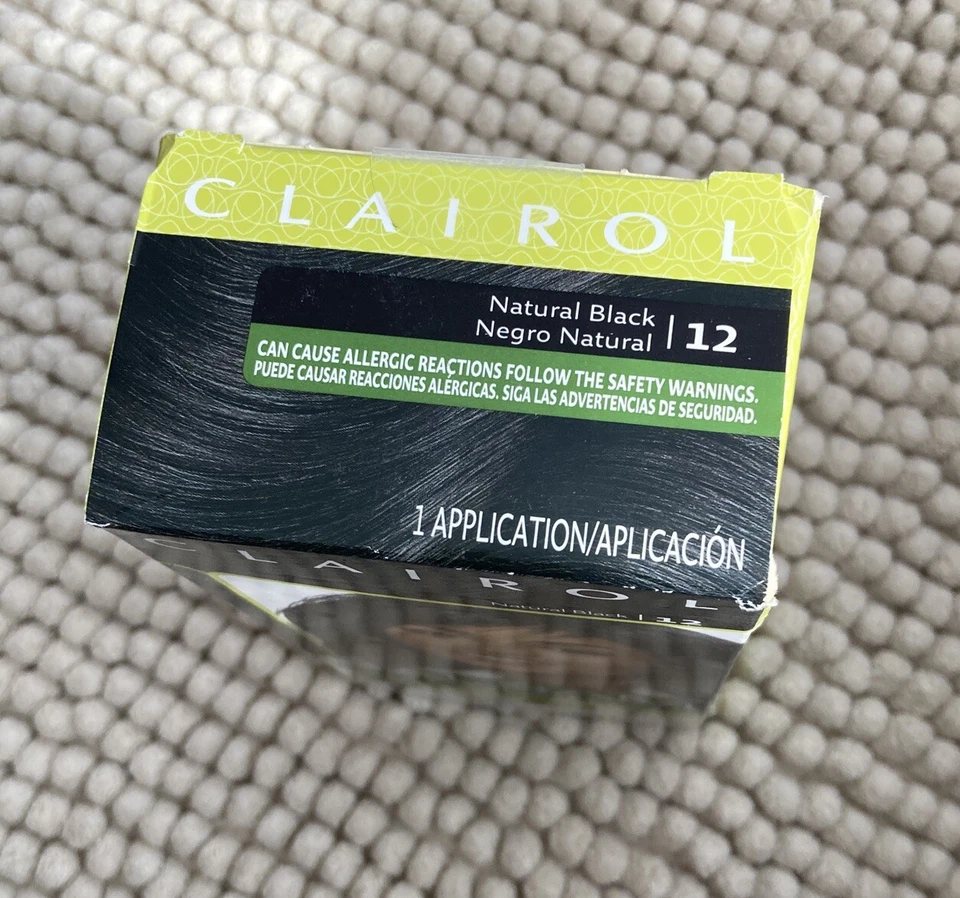 CLAIROL
Natural Black
Negro Natural | 12
CAN CAUSE ALLERGIC REACTIONS FOLLOW THE SAFETY WARNINGS.
PUEDE CAUSAR REACCIONES ALÉRGICAS. SIGA LAS ADVERTENCIAS DE SEGURIDAD.
1 APPLICATION/APLICACIÓN
CLAIROL
Natural Black | 12